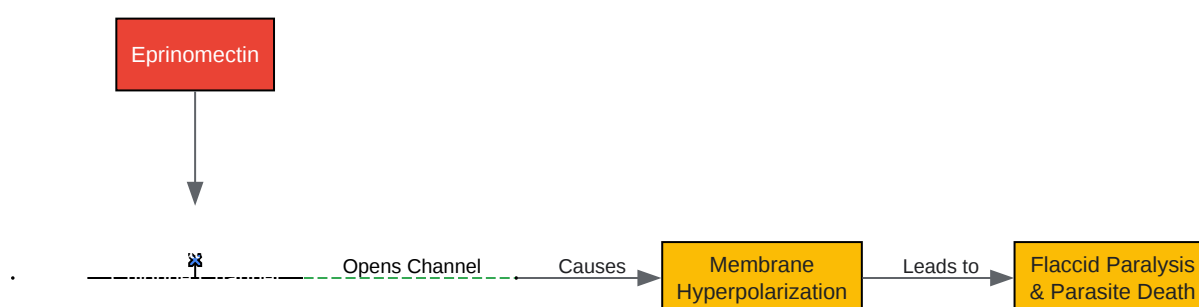 Eprinomectin
Opens Channel
Causes
Membrane
Hyperpolarization
Leads to
Flaccid Paralysis
& Parasite Death